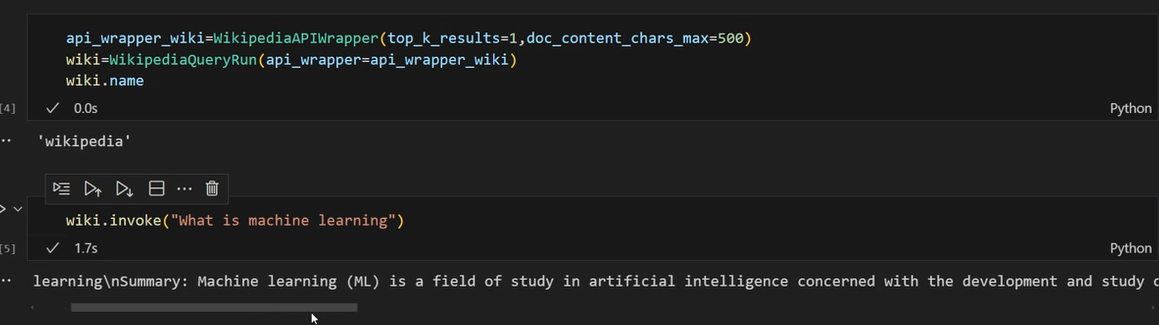 api_wrapper_wiki=WikipediaAPIWrapper(top_k_results=1,doc_content_chars_max=500)
wiki=WikipediaQueryRun(api_wrapper=api_wrapper_wiki)
wiki.name
[4]
0.0s
Python
'wikipedia'
wiki.invoke("What is machine learning")
[5]
1.7s
Python
learning\nSummary: Machine learning (ML) is a field of study in artificial intelligence concerned with the development and study